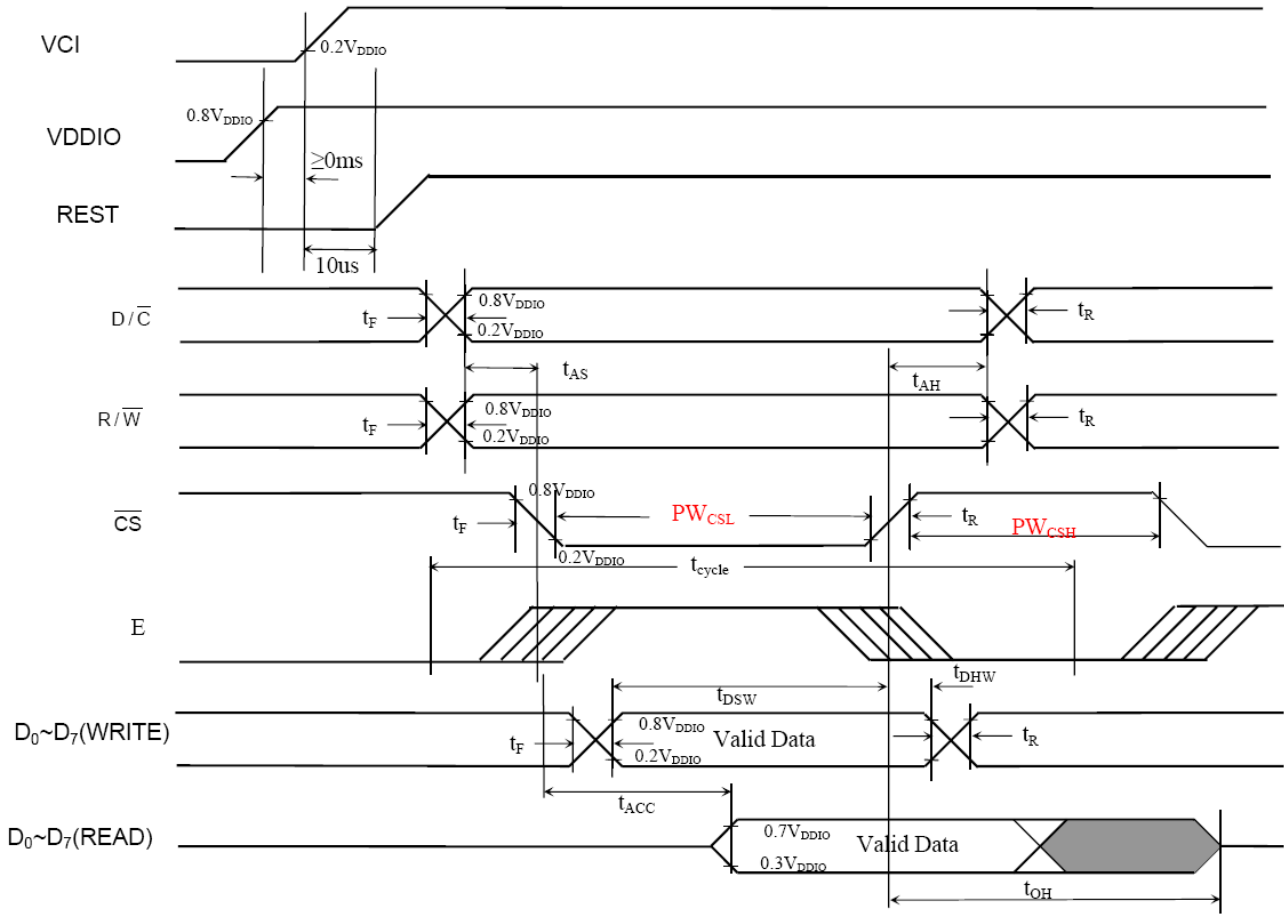 VCI
0.2VDDIO
0.8VDDIO
VDDIO
≥0ms
REST
10us
D/C̅
tF
0.8VDDIO
0.2VDDIO
tR
tAS
tAH
R/W̅
tF
0.8VDDIO
0.2VDDIO
tR
C̅S̅
tF
0.8VDDIO
PWCSL
tR
PWCSH
0.2VDDIO
tcycle
E
tDSW
tDHW
D0~D7(WRITE)
tF
0.8VDDIO
Valid Data
0.2VDDIO
tR
tACC
D0~D7(READ)
0.7VDDIO
Valid Data
0.3VDDIO
tOH